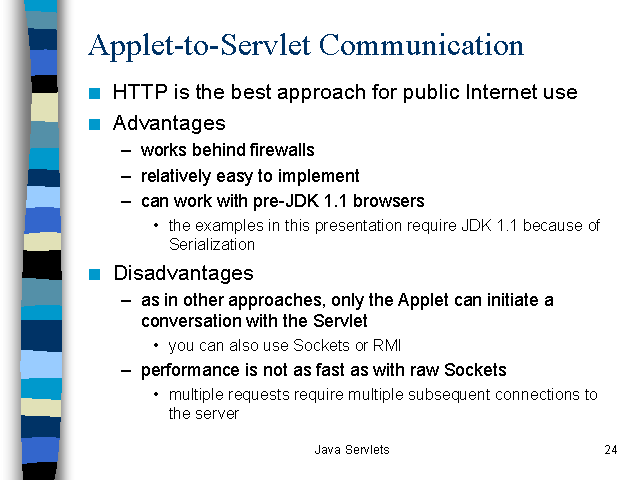 Applet-to-Servlet Communication
■ HTTP is the best approach for public Internet use
■ Advantages
– works behind firewalls
– relatively easy to implement
– can work with pre-JDK 1.1 browsers
• the examples in this presentation require JDK 1.1 because of
Serialization
■ Disadvantages
– as in other approaches, only the Applet can initiate a
conversation with the Servlet
• you can also use Sockets or RMI
– performance is not as fast as with raw Sockets
• multiple requests require multiple subsequent connections to
the server
Java Servlets
24